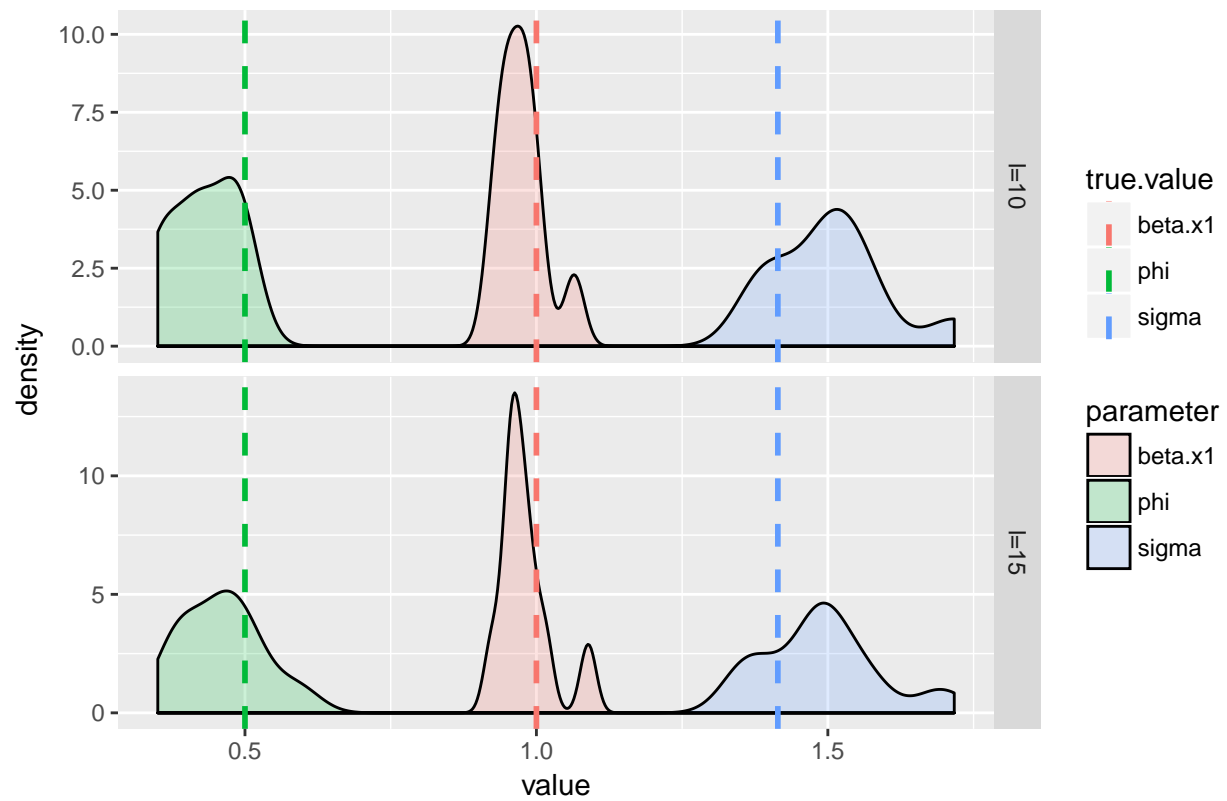 10.0
7.5
5.0
2.5
0.0
l=10
10
5
0
l=15
0.5
1.0
1.5
value
density
true.value
beta.x1
phi
sigma
parameter
beta.x1
phi
sigma